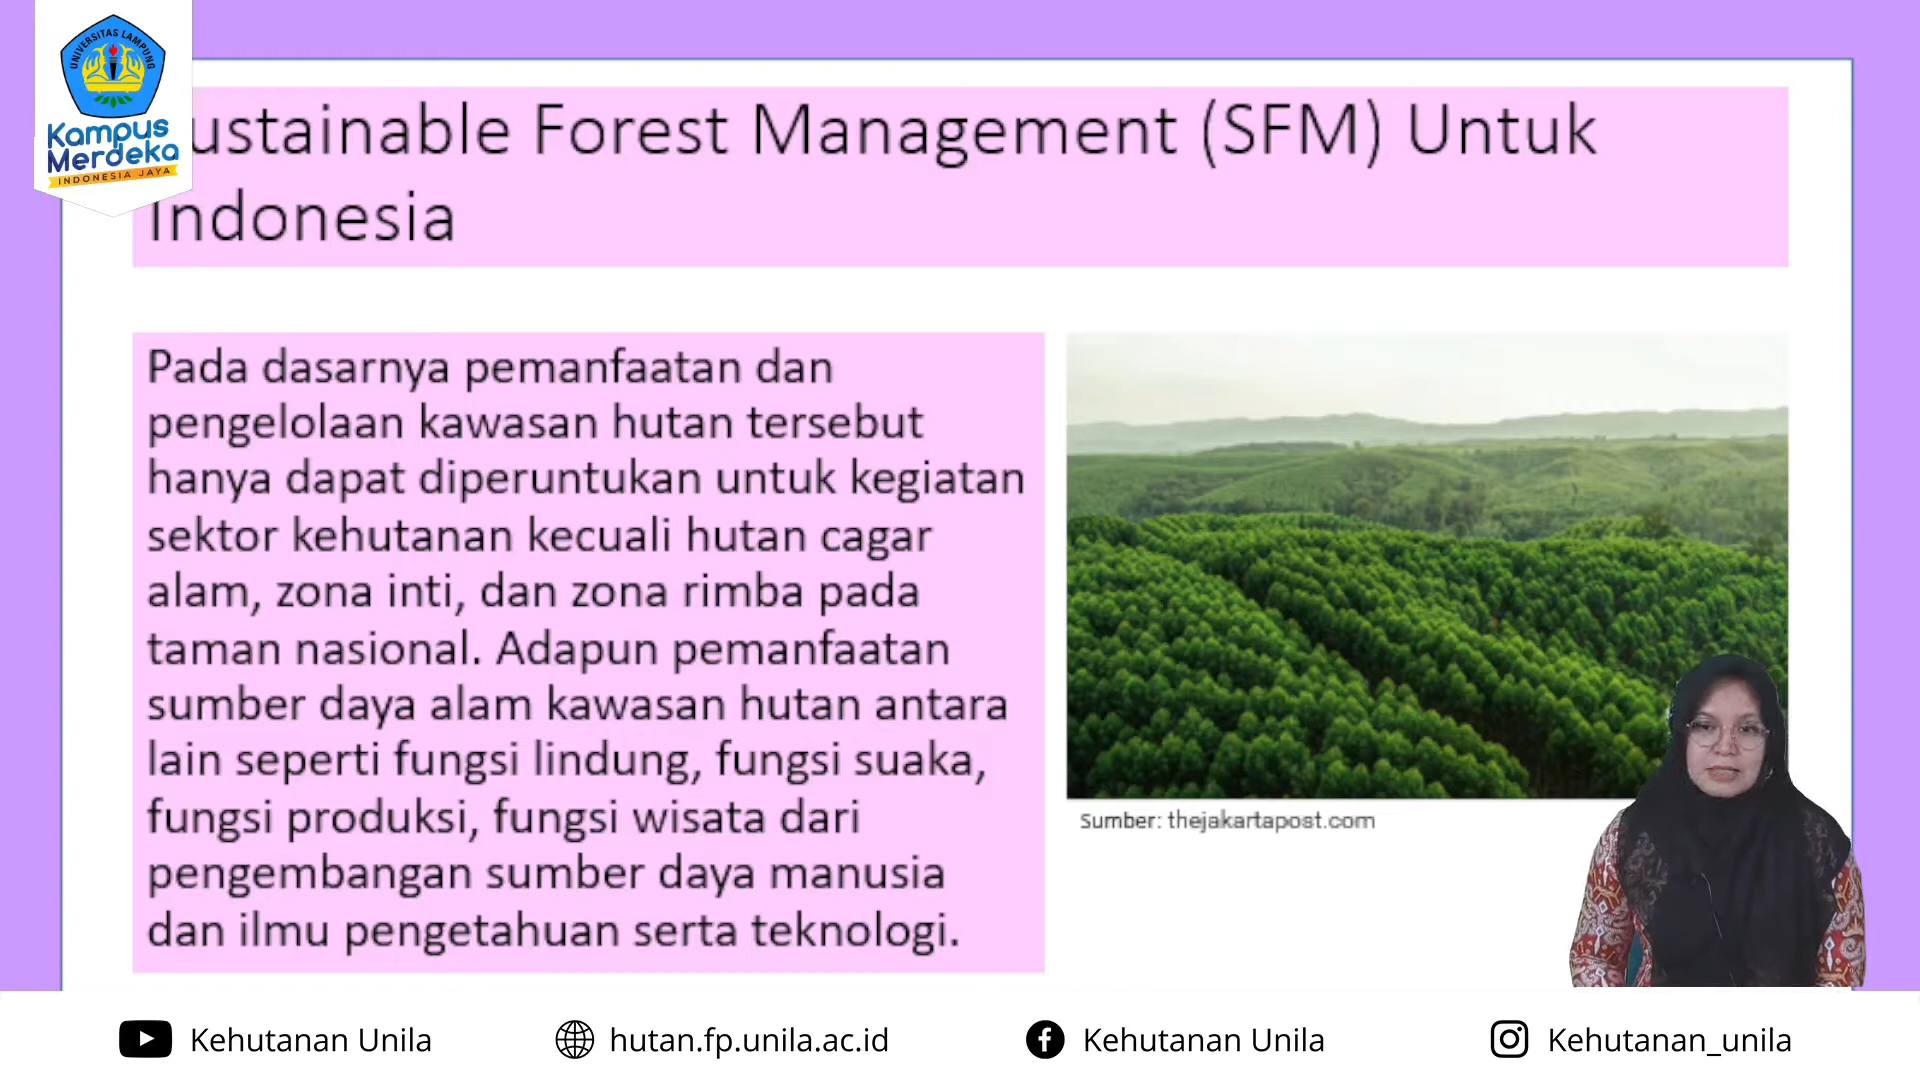 UNIVERSITAS LAMPUNG
Kampus
Merdeka
INDONESIA JAYA
ustainable Forest Management (SFM) Untuk
Indonesia
Pada dasarnya pemanfaatan dan
pengelolaan kawasan hutan tersebut
hanya dapat diperuntukan untuk kegiatan
sektor kehutanan kecuali hutan cagar
alam, zona inti, dan zona rimba pada
taman nasional. Adapun pemanfaatan
sumber daya alam kawasan hutan antara
lain seperti fungsi lindung, fungsi suaka,
fungsi produksi, fungsi wisata dari
pengembangan sumber daya manusia
dan ilmu pengetahuan serta teknologi.
Sumber: thejakartapost.com
Kehutanan Unila
hutan.fp.unila.ac.id
Kehutanan Unila
Kehutanan_unila